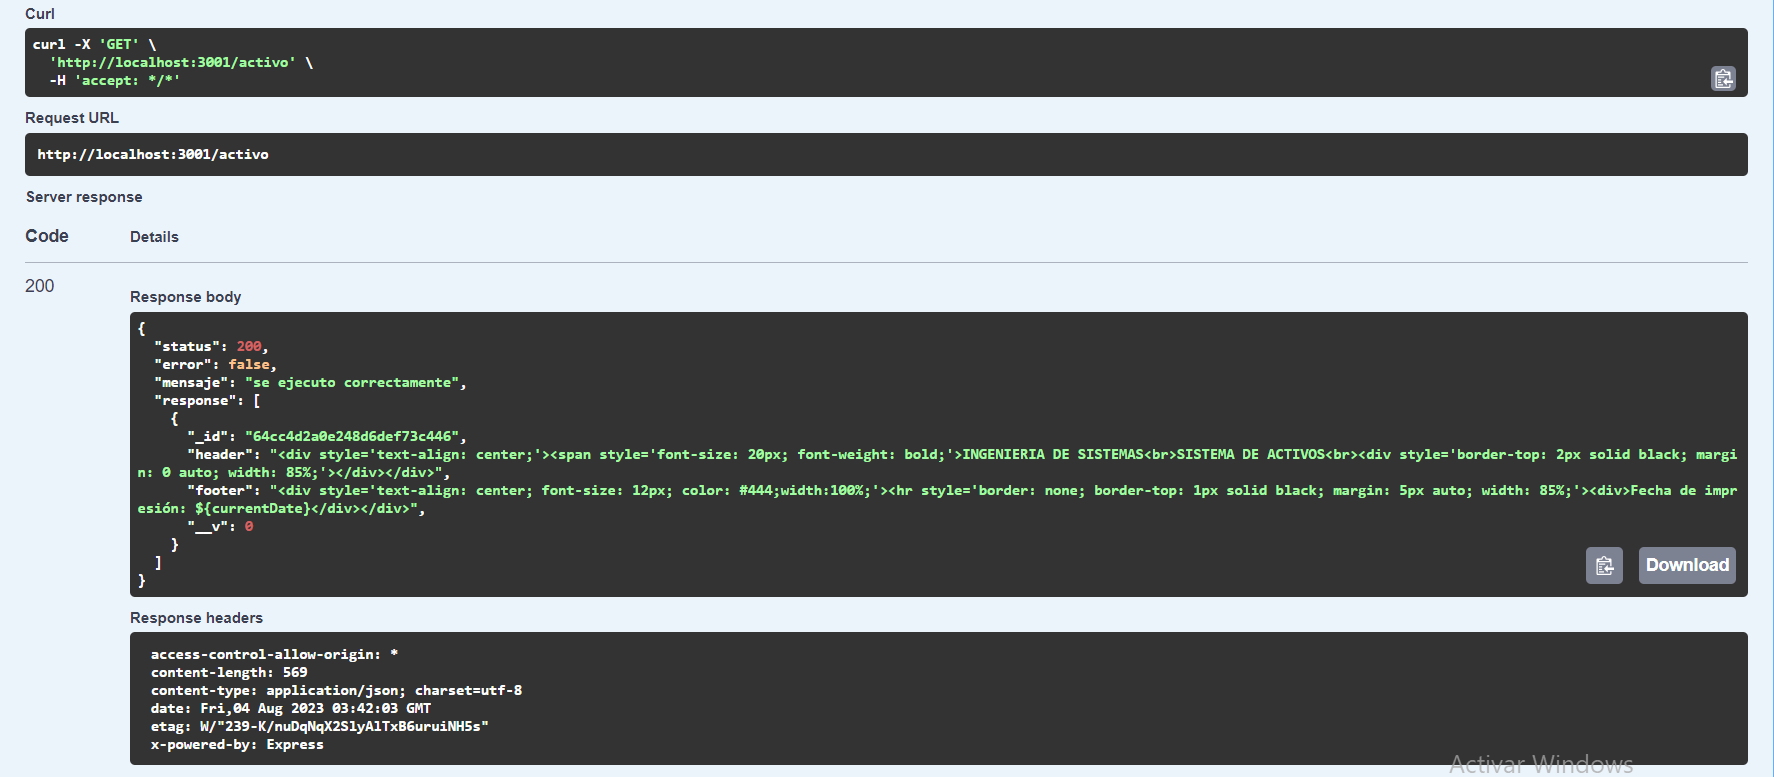 Curl
curl -X 'GET' \
'http://localhost:3001/activo' \
-H 'accept: */*'
Request URL
http://localhost:3001/activo
Server response
Code Details
200
Response body
{
"status": 200,
"error": false,
"mensaje": "se ejecuto correctamente",
"response": [
{
"_id": "64cc4d2a0e248d6def73c446",
"header": "<div style='text-align: center;'><span style='font-size: 20px; font-weight: bold;'>INGENIERIA DE SISTEMAS<br>SISTEMA DE ACTIVOS<br><div style='border-top: 2px solid black; margi
n: 0 auto; width: 85%;'></div></div>",
"footer": "<div style='text-align: center; font-size: 12px; color: #444;width:100%;'><hr style='border: none; border-top: 1px solid black; margin: 5px auto; width: 85%;'><div>Fecha de impr
esión: ${currentDate}</div></div>",
"__v": 0
}
]
}
Download
Response headers
access-control-allow-origin: *
content-length: 569
content-type: application/json; charset=utf-8
date: Fri,04 Aug 2023 03:42:03 GMT
etag: W/"239-K/nuDqNqX2SlyAlTxB6uruiNH5s"
x-powered-by: Express
Activar Windows